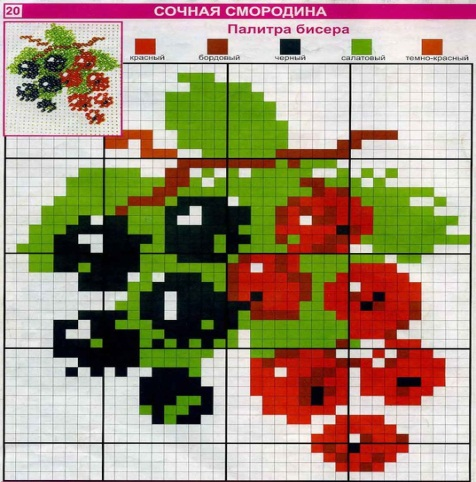 20 СОЧНАЯ СМОРОДИНА
Палитра бисера
красный бордовый черный салатовый темно-красный